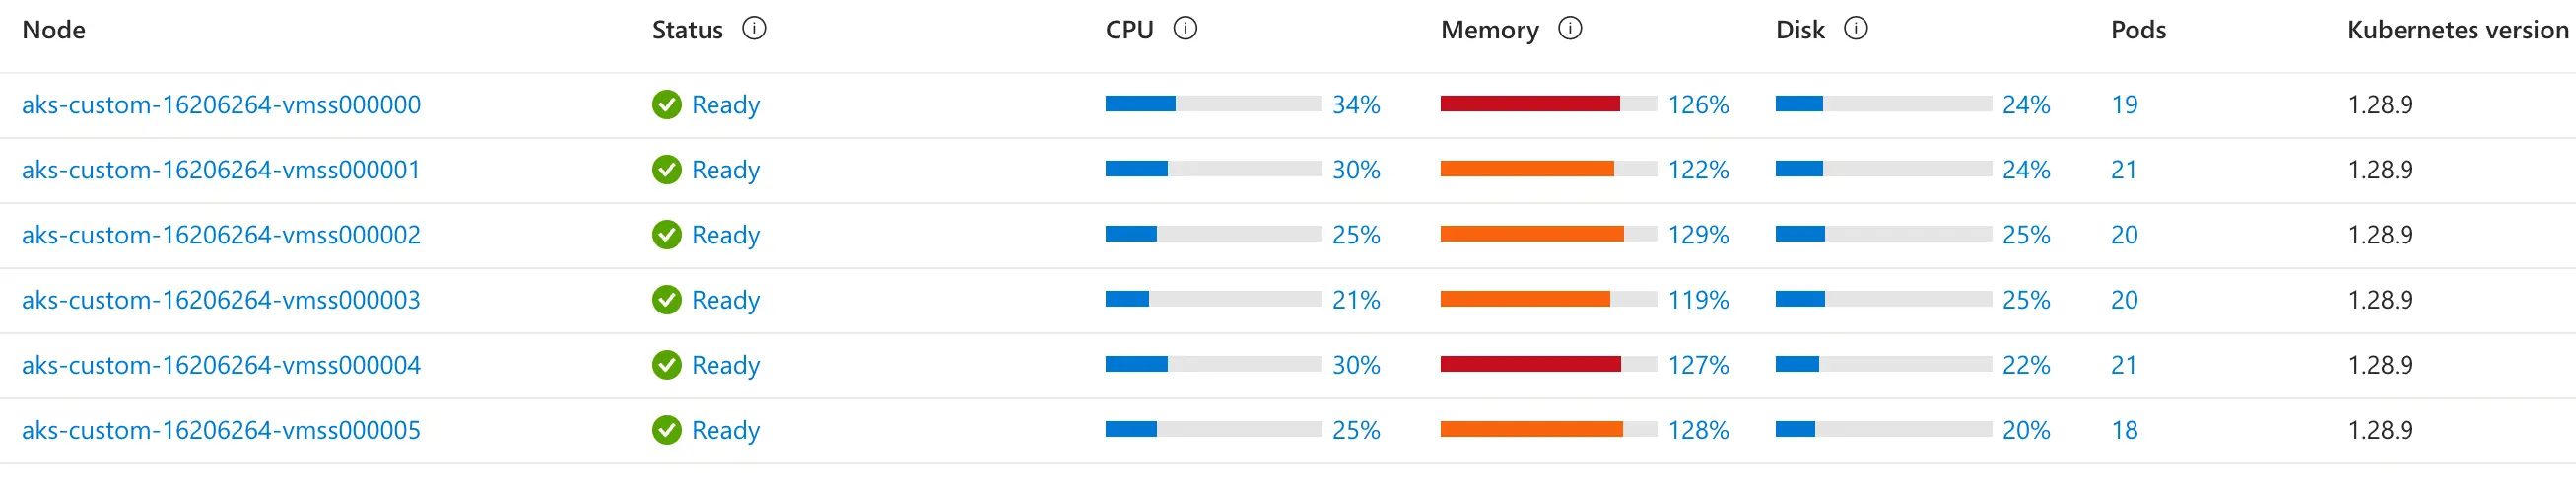 Node Status CPU Memory Disk Pods Kubernetes version
aks-custom-16206264-vmss000000 Ready 34% 126% 24% 19 1.28.9
aks-custom-16206264-vmss000001 Ready 30% 122% 24% 21 1.28.9
aks-custom-16206264-vmss000002 Ready 25% 129% 25% 20 1.28.9
aks-custom-16206264-vmss000003 Ready 21% 119% 25% 20 1.28.9
aks-custom-16206264-vmss000004 Ready 30% 127% 22% 21 1.28.9
aks-custom-16206264-vmss000005 Ready 25% 128% 20% 18 1.28.9